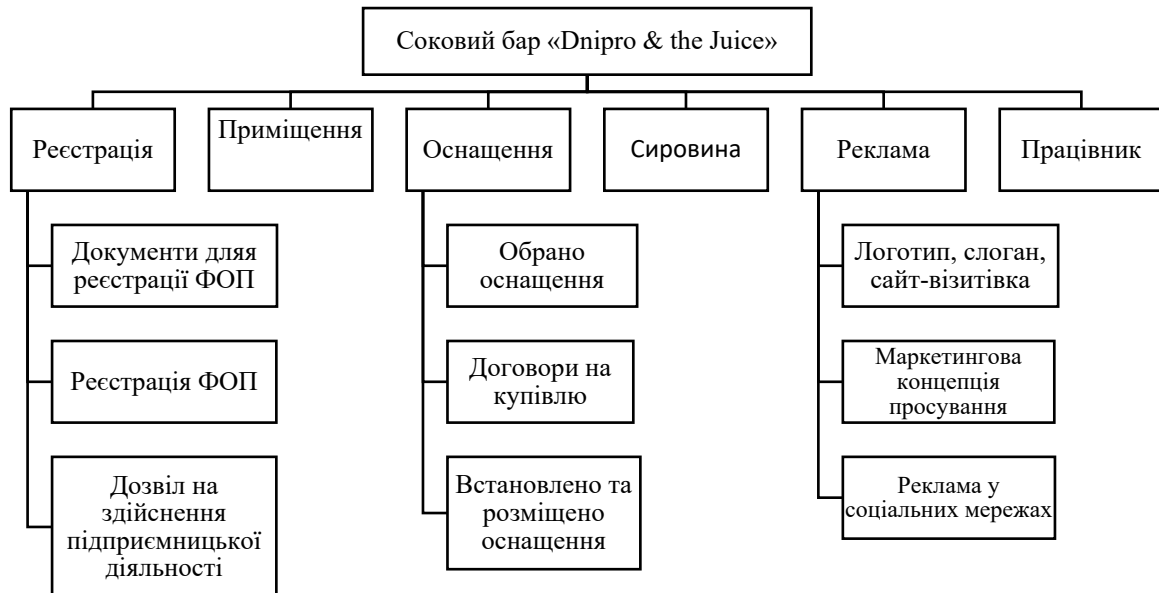 Соковий бар «Dnipro & the Juice»
Реєстрація
Приміщення
Оснащення
Сировина
Реклама
Працівник
Документи дляя
реєстрації ФОП
Реєстрація ФОП
Дозвіл на
здійснення
підприємницької
діяльності
Обрано
оснащення
Договори на
купівлю
Встановлено та
розміщено
оснащення
Логотип, слоган,
сайт-візитівка
Маркетингова
концепція
просування
Реклама у
соціальних мережах